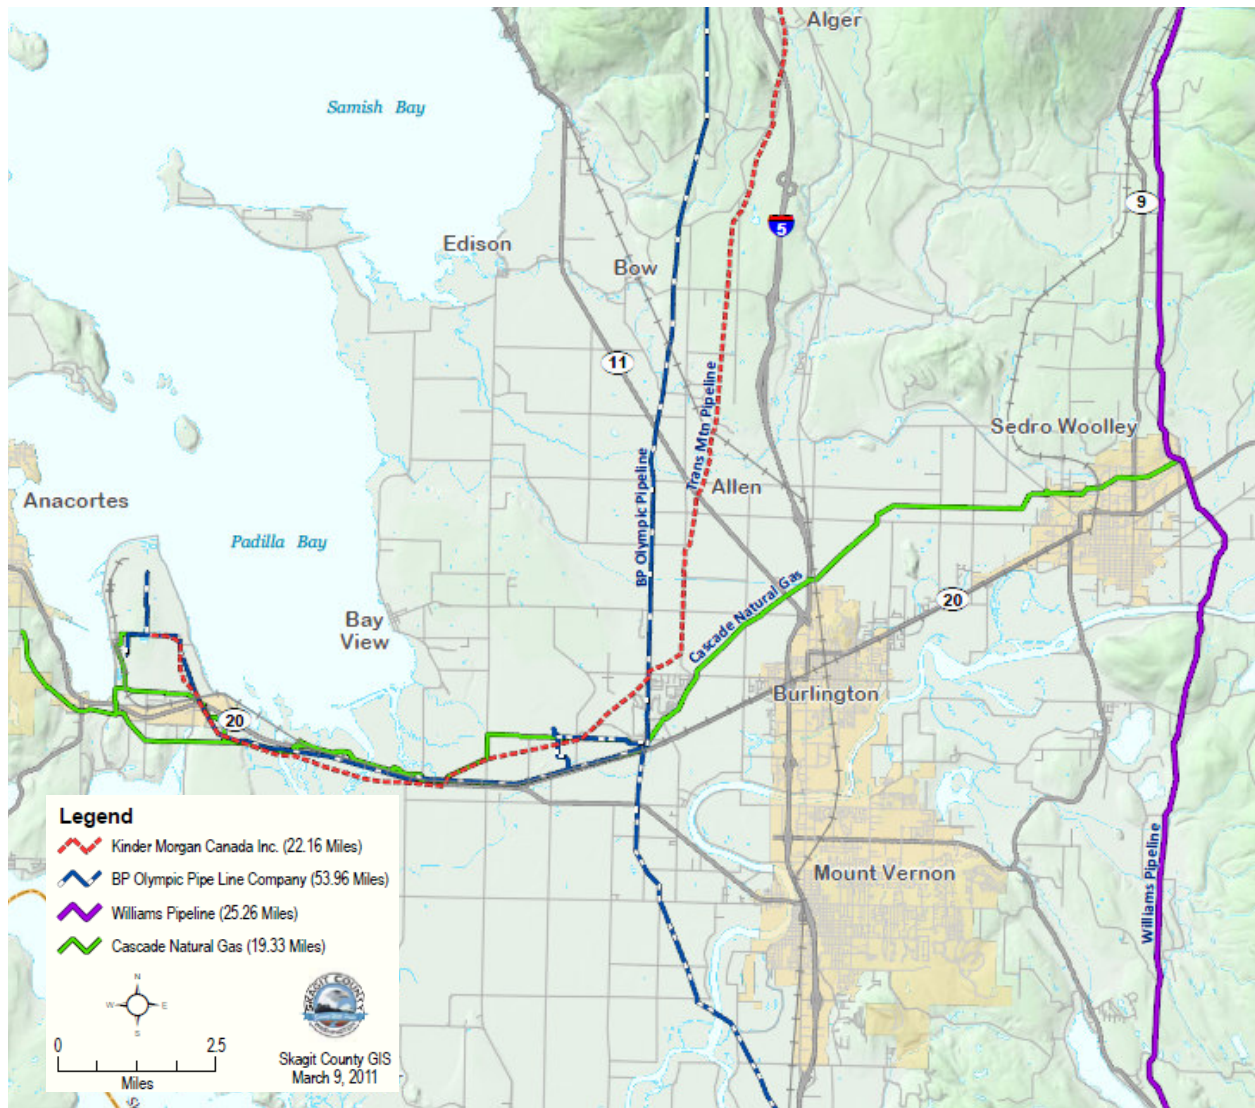 Alger
Samish Bay
9
5
Edison
Bow
11
Trans Mtn Pipeline
Sedro Woolley
BP Olympic Pipeline
Allen
Anacortes
Padilla Bay
Cascade Natural Gas
20
Bay
View
Burlington
20
Legend
Kinder Morgan Canada Inc. (22.16 Miles)
BP Olympic Pipe Line Company (53.96 Miles)
Williams Pipeline (25.26 Miles)
Cascade Natural Gas (19.33 Miles)
Mount Vernon
Williams Pipeline
N
W
E
S
SKAGIT COUNTY
WASHINGTON
0
2.5
Miles
Skagit County GIS
March 9, 2011